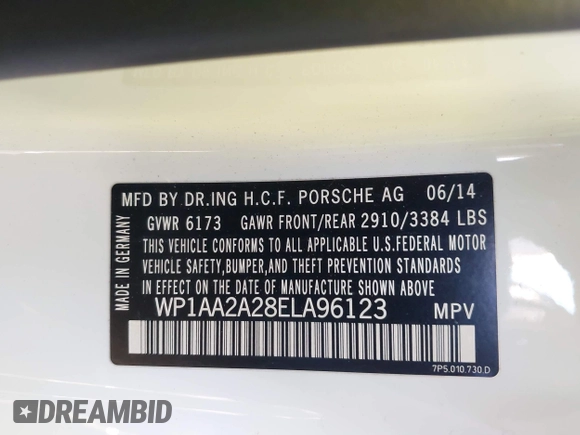 MFD BY DR.ING H.C.F. PORSCHE AG 06/14
GVWR 6173 GAWR FRONT/REAR 2910/3384 LBS
THIS VEHICLE CONFORMS TO ALL APPLICABLE U.S.FEDERAL MOTOR
VEHICLE SAFETY,BUMPER,AND THEFT PREVENTION STANDARDS
IN EFFECT ON THE DATE OF MANUFACTURE SHOWN ABOVE.
WP1AA2A28ELA96123 MPV
MADE IN GERMANY
7P5.010.730.D
DREAMBID